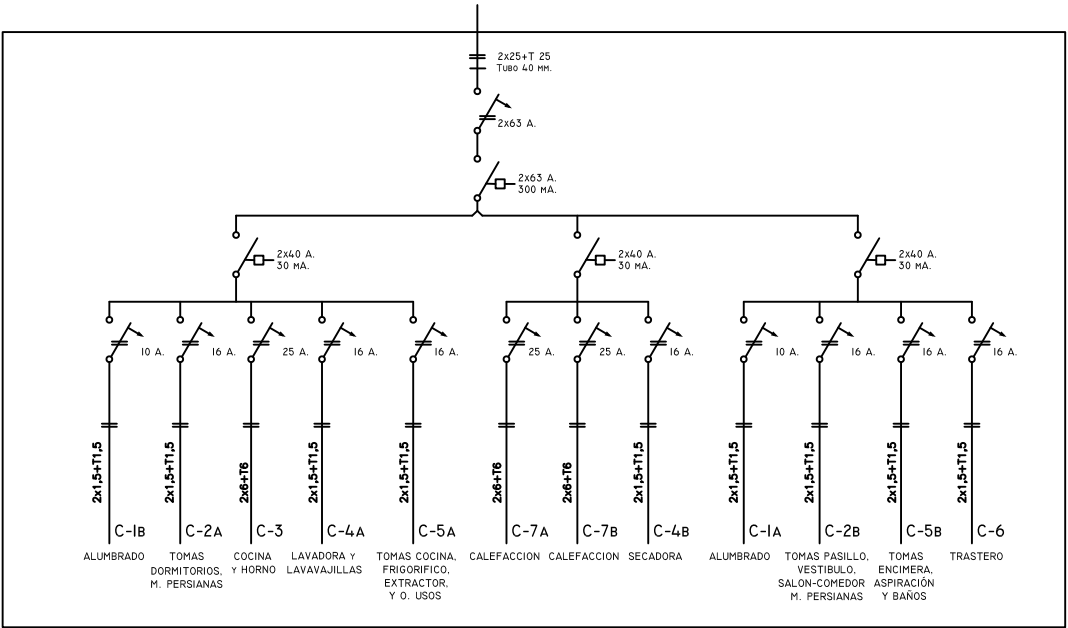 2x25+T 25
TUBO 40 MM.
2x63 A.
2x63 A.
300 MA.
2x40 A.
30 MA.
2x40 A.
30 MA.
2x40 A.
30 MA.
10 A.
16 A.
25 A.
16 A.
16 A.
25 A.
25 A.
16 A.
10 A.
16 A.
16 A.
16 A.
2x1,5+T1,5
2x1,5+T1,5
2x6+T6
2x1,5+T1,5
2x1,5+T1,5
2x6+T6
2x6+T6
2x1,5+T1,5
2x1,5+T1,5
2x1,5+T1,5
2x1,5+T1,5
2x1,5+T1,5
C-1B
ALUMBRADO
C-2A
TOMAS
DORMITORIOS,
M. PERSIANAS
C-3
COCINA
Y HORNO
C-4A
LAVADORA Y
LAVAVAJILLAS
C-5A
TOMAS COCINA,
FRIGORIFICO,
EXTRACTOR,
Y O. USOS
C-7A
CALEFACCION
C-7B
CALEFACCION
C-4B
SECADORA
C-1A
ALUMBRADO
C-2B
TOMAS PASILLO,
VESTIBULO,
SALON-COMEDOR
M. PERSIANAS
C-5B
TOMAS
ENCIMERA,
ASPIRACIÓN
Y BAÑOS
C-6
TRASTERO